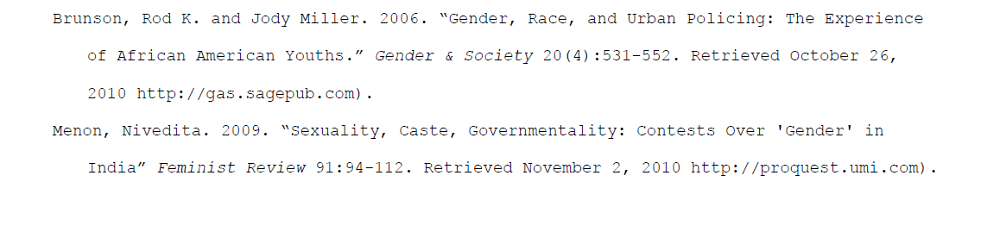 Brunson, Rod K. and Jody Miller. 2006. “Gender, Race, and Urban Policing: The Experience
of African American Youths.” Gender & Society 20(4):531-552. Retrieved October 26,
2010 http://gas.sagepub.com).
Menon, Nivedita. 2009. “Sexuality, Caste, Governmentality: Contests Over 'Gender' in
India” Feminist Review 91:94-112. Retrieved November 2, 2010 http://proquest.umi.com).